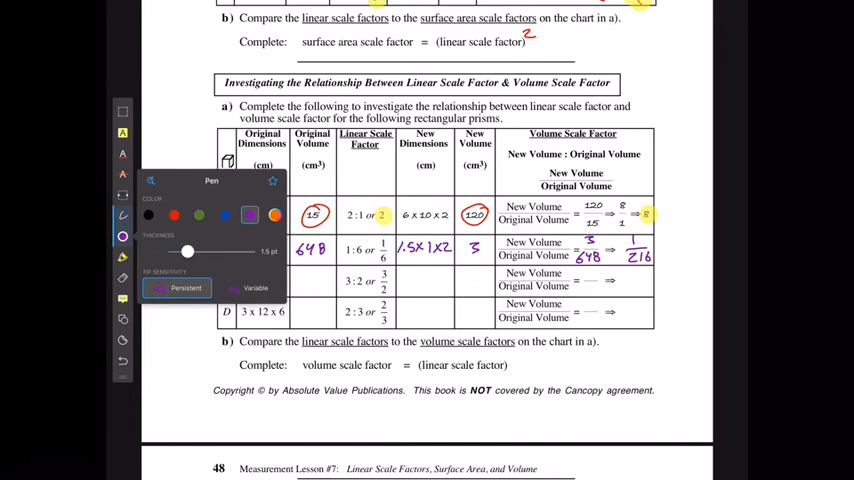 b) Compare the linear scale factors to the surface area scale factors on the chart in a).
Complete: surface area scale factor = (linear scale factor)2
Investigating the Relationship Between Linear Scale Factor & Volume Scale Factor
a) Complete the following to investigate the relationship between linear scale factor and
volume scale factor for the following rectangular prisms.
Original Dimensions (cm) Original Volume (cm³) Linear Scale Factor New Dimensions (cm) New Volume (cm³) Volume Scale Factor
New Volume : Original Volume
New Volume
Original Volume
15 2:1 or 2 6 x 10 x 2 120 New Volume / Original Volume = 120/15 ⇒ 8/1 ⇒ 8
648 1:6 or 1/6 1.5 x 1 x 2 3 New Volume / Original Volume = 3/648 ⇒ 1/216
3:2 or 3/2 New Volume / Original Volume = ⇒
D 3 x 12 x 6 2:3 or 2/3 New Volume / Original Volume = ⇒
Pen
COLOR
THICKNESS
1.5 pt
TIP SENSITIVITY
Persistent Variable
b) Compare the linear scale factors to the volume scale factors on the chart in a).
Complete: volume scale factor = (linear scale factor)
Copyright © by Absolute Value Publications. This book is NOT covered by the Cancopy agreement.
48 Measurement Lesson #7: Linear Scale Factors, Surface Area, and Volume